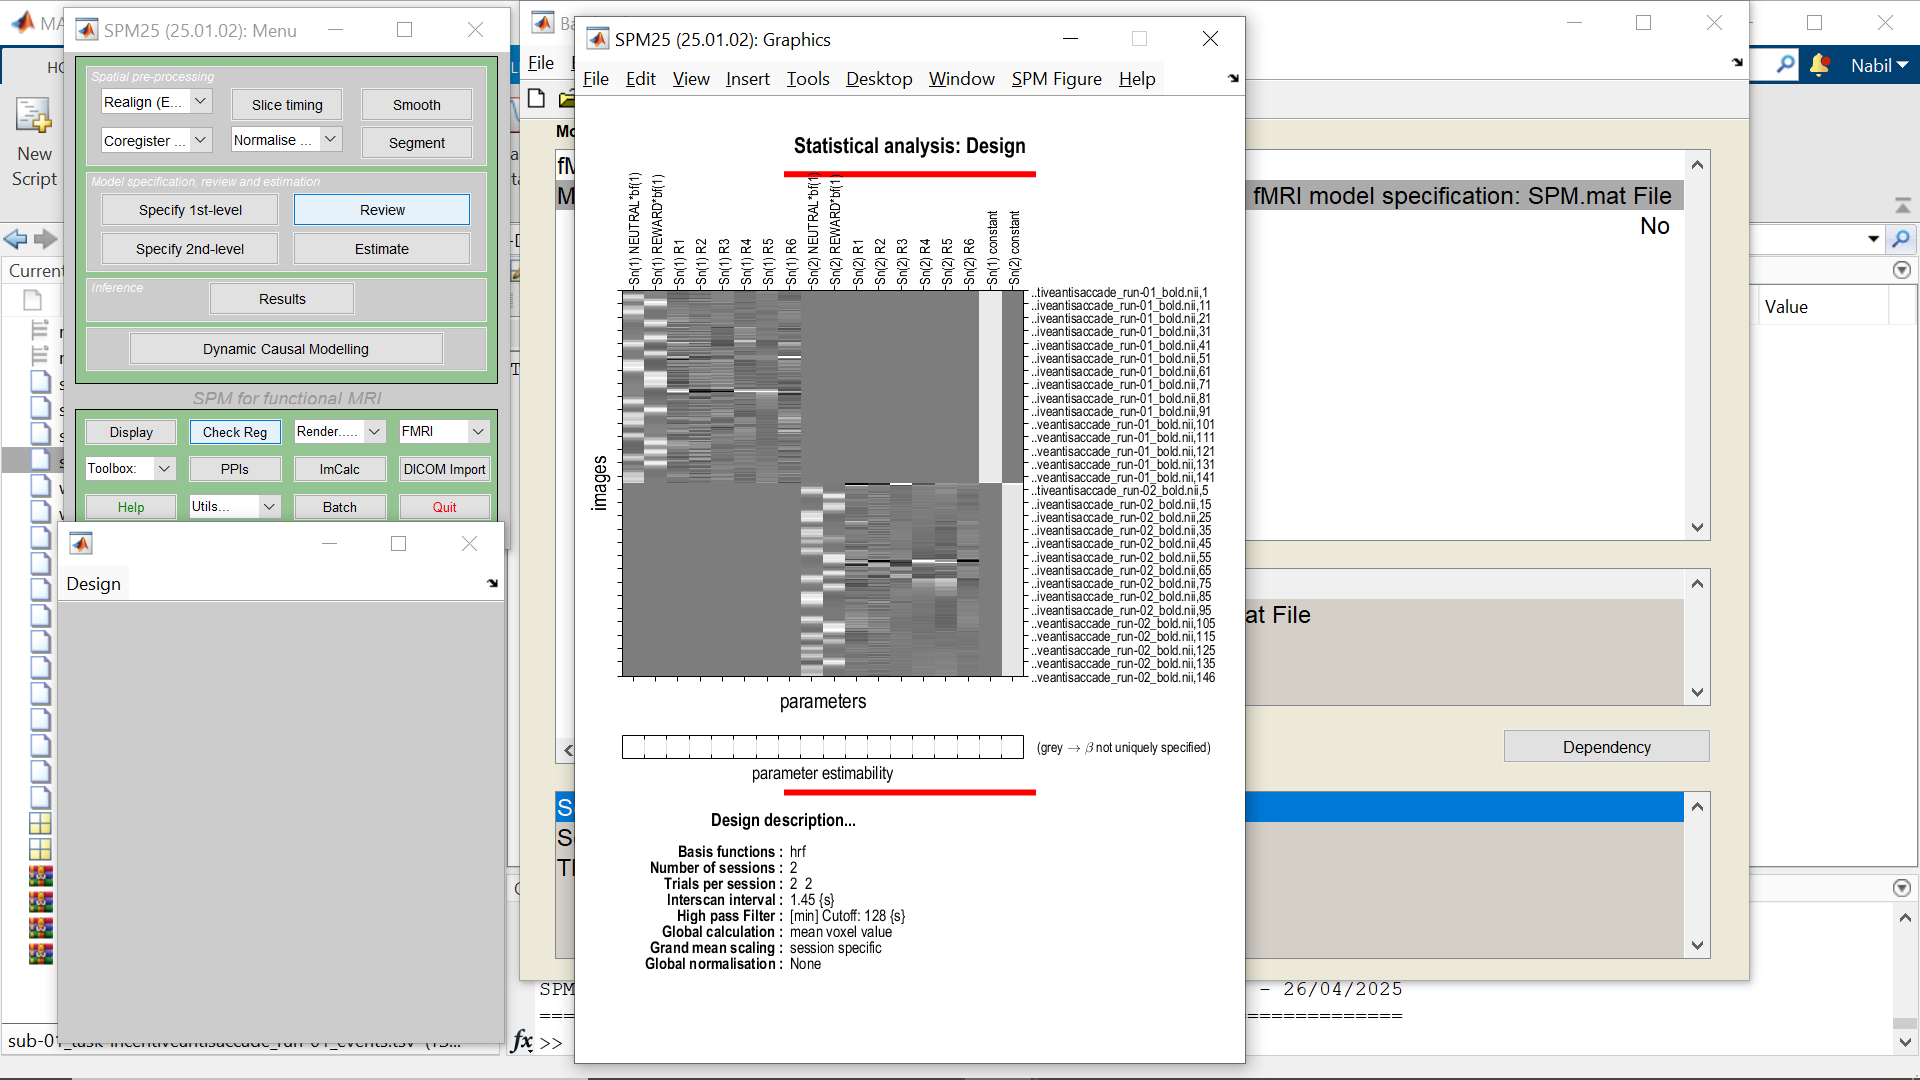 SPM25 (25.01.02): Menu
Spatial pre-processing
Realign (E...
Slice timing
Smooth
Coregister ...
Normalise ...
Segment
Model specification, review and estimation
Specify 1st-level
Review
Specify 2nd-level
Estimate
Inference
Results
Dynamic Causal Modelling
SPM for functional MRI
Display
Check Reg
Render.....
FMRI
Toolbox:
PPIs
ImCalc
DICOM Import
Help
Utils...
Batch
Quit
Design
New
Script
Current
SPM25 (25.01.02): Graphics
File Edit View Insert Tools Desktop Window SPM Figure Help
Statistical analysis: Design
Sn(1) NEUTRAL*bf(1)
Sn(1) REWARD*bf(1)
Sn(1) R1
Sn(1) R2
Sn(1) R3
Sn(1) R4
Sn(1) R5
Sn(1) R6
Sn(2) NEUTRAL*bf(1)
Sn(2) REWARD*bf(1)
Sn(2) R1
Sn(2) R2
Sn(2) R3
Sn(2) R4
Sn(2) R5
Sn(2) R6
Sn(1) constant
Sn(2) constant
images
..tiveantisaccade_run-01_bold.nii,1
..iveantisaccade_run-01_bold.nii,11
..iveantisaccade_run-01_bold.nii,21
..iveantisaccade_run-01_bold.nii,31
..iveantisaccade_run-01_bold.nii,41
..iveantisaccade_run-01_bold.nii,51
..iveantisaccade_run-01_bold.nii,61
..iveantisaccade_run-01_bold.nii,71
..iveantisaccade_run-01_bold.nii,81
..iveantisaccade_run-01_bold.nii,91
..veantisaccade_run-01_bold.nii,101
..veantisaccade_run-01_bold.nii,111
..veantisaccade_run-01_bold.nii,121
..veantisaccade_run-01_bold.nii,131
..veantisaccade_run-01_bold.nii,141
..tiveantisaccade_run-02_bold.nii,5
..iveantisaccade_run-02_bold.nii,15
..iveantisaccade_run-02_bold.nii,25
..iveantisaccade_run-02_bold.nii,35
..iveantisaccade_run-02_bold.nii,45
..iveantisaccade_run-02_bold.nii,55
..iveantisaccade_run-02_bold.nii,65
..iveantisaccade_run-02_bold.nii,75
..iveantisaccade_run-02_bold.nii,85
..iveantisaccade_run-02_bold.nii,95
..veantisaccade_run-02_bold.nii,105
..veantisaccade_run-02_bold.nii,115
..veantisaccade_run-02_bold.nii,125
..veantisaccade_run-02_bold.nii,135
..veantisaccade_run-02_bold.nii,146
parameters
(grey → β not uniquely specified)
parameter estimability
Design description...
Basis functions : hrf
Number of sessions : 2
Trials per session : 2 2
Interscan interval : 1.45 {s}
High pass Filter : [min] Cutoff: 128 {s}
Global calculation : mean voxel value
Grand mean scaling : session specific
Global normalisation : None
File
fMRI model specification: SPM.mat File
No
at File
Dependency
Nabil
Value
SPM
- 26/04/2025
fx >>